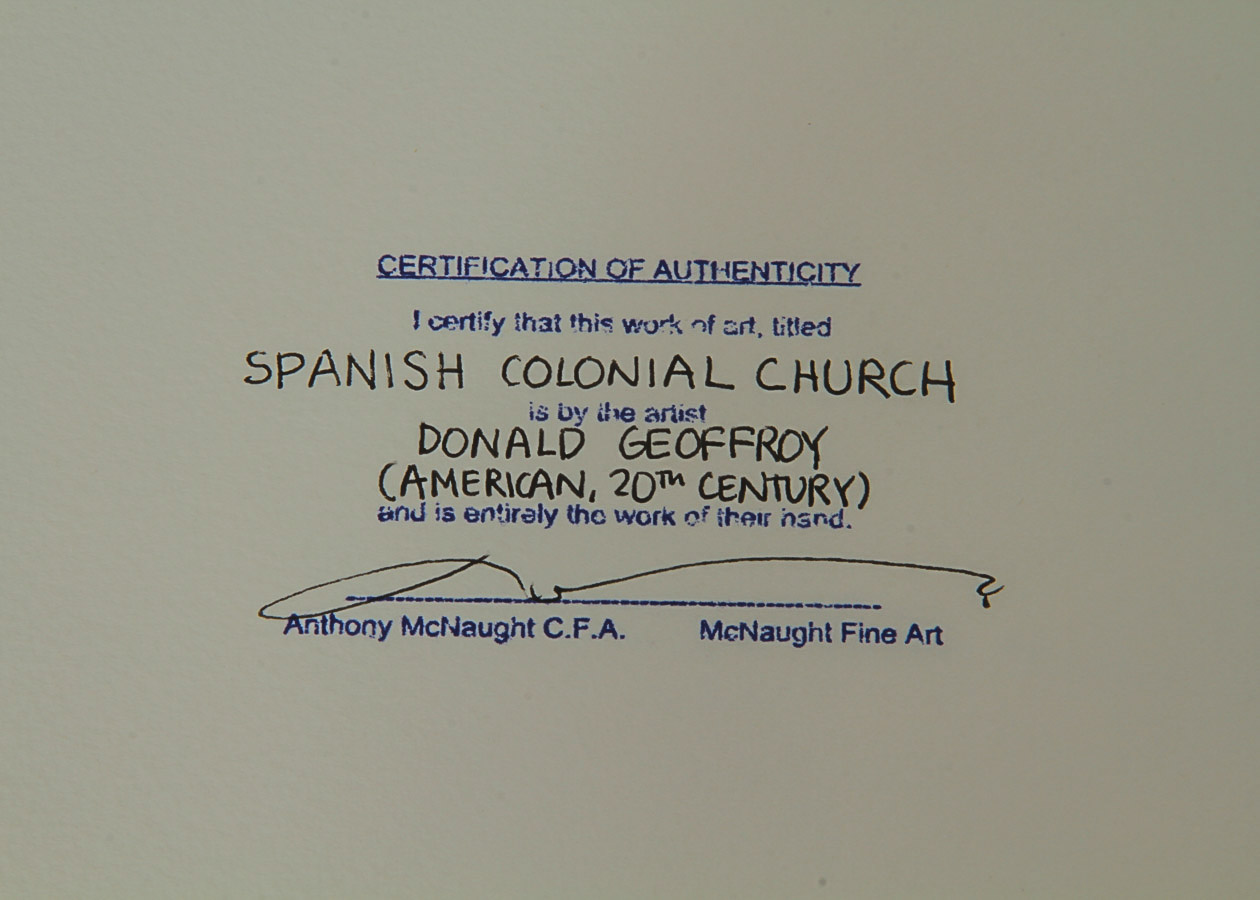 CERTIFICATION OF AUTHENTICITY
I certify that this work of art, titled
SPANISH COLONIAL CHURCH
is by the artist
DONALD GEOFFROY
(AMERICAN, 20TH CENTURY)
and is entirely the work of their hand.
Anthony McNaught C.F.A. McNaught Fine Art